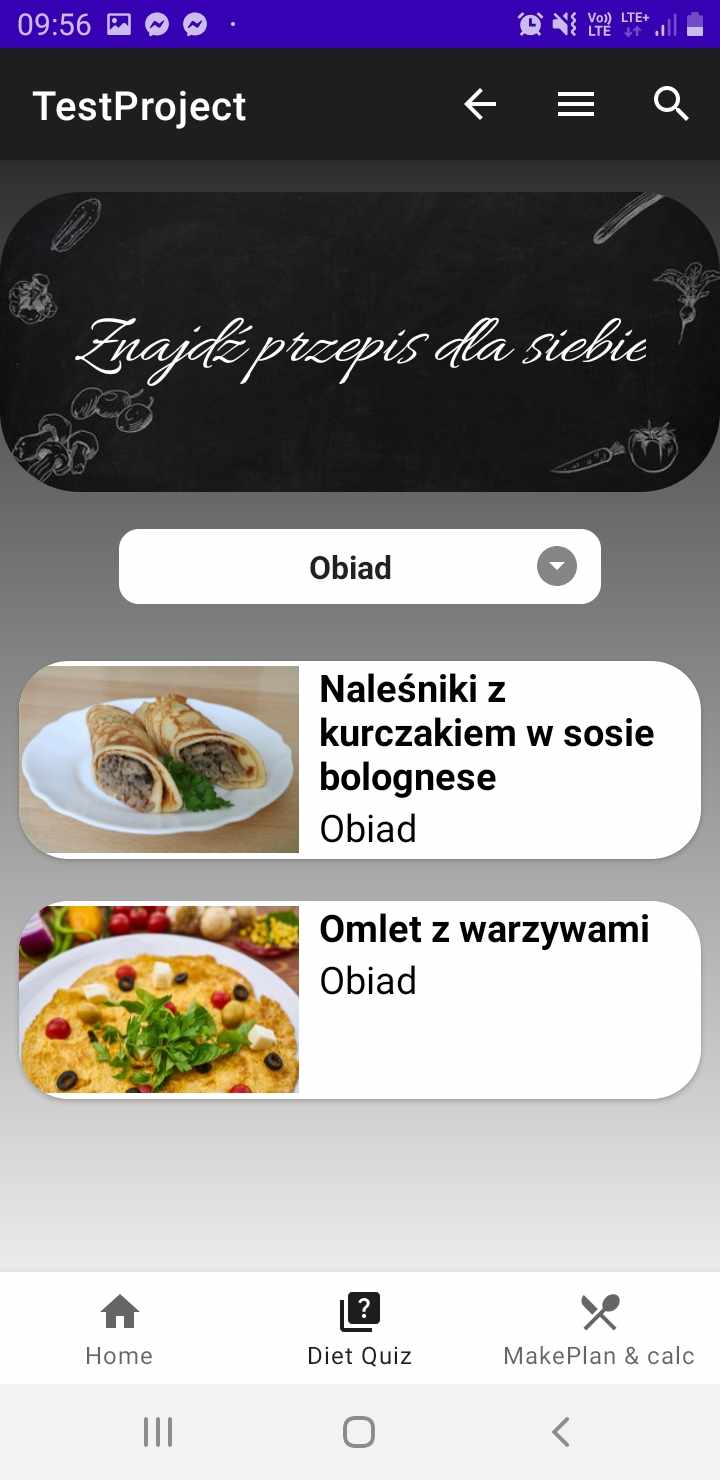 09:56
Vo)) LTE LTE+
TestProject
Znajdź przepis dla siebie
Obiad
Naleśniki z
kurczakiem w sosie
bolognese
Obiad
Omlet z warzywami
Obiad
?
Home
Diet Quiz
MakePlan & calc